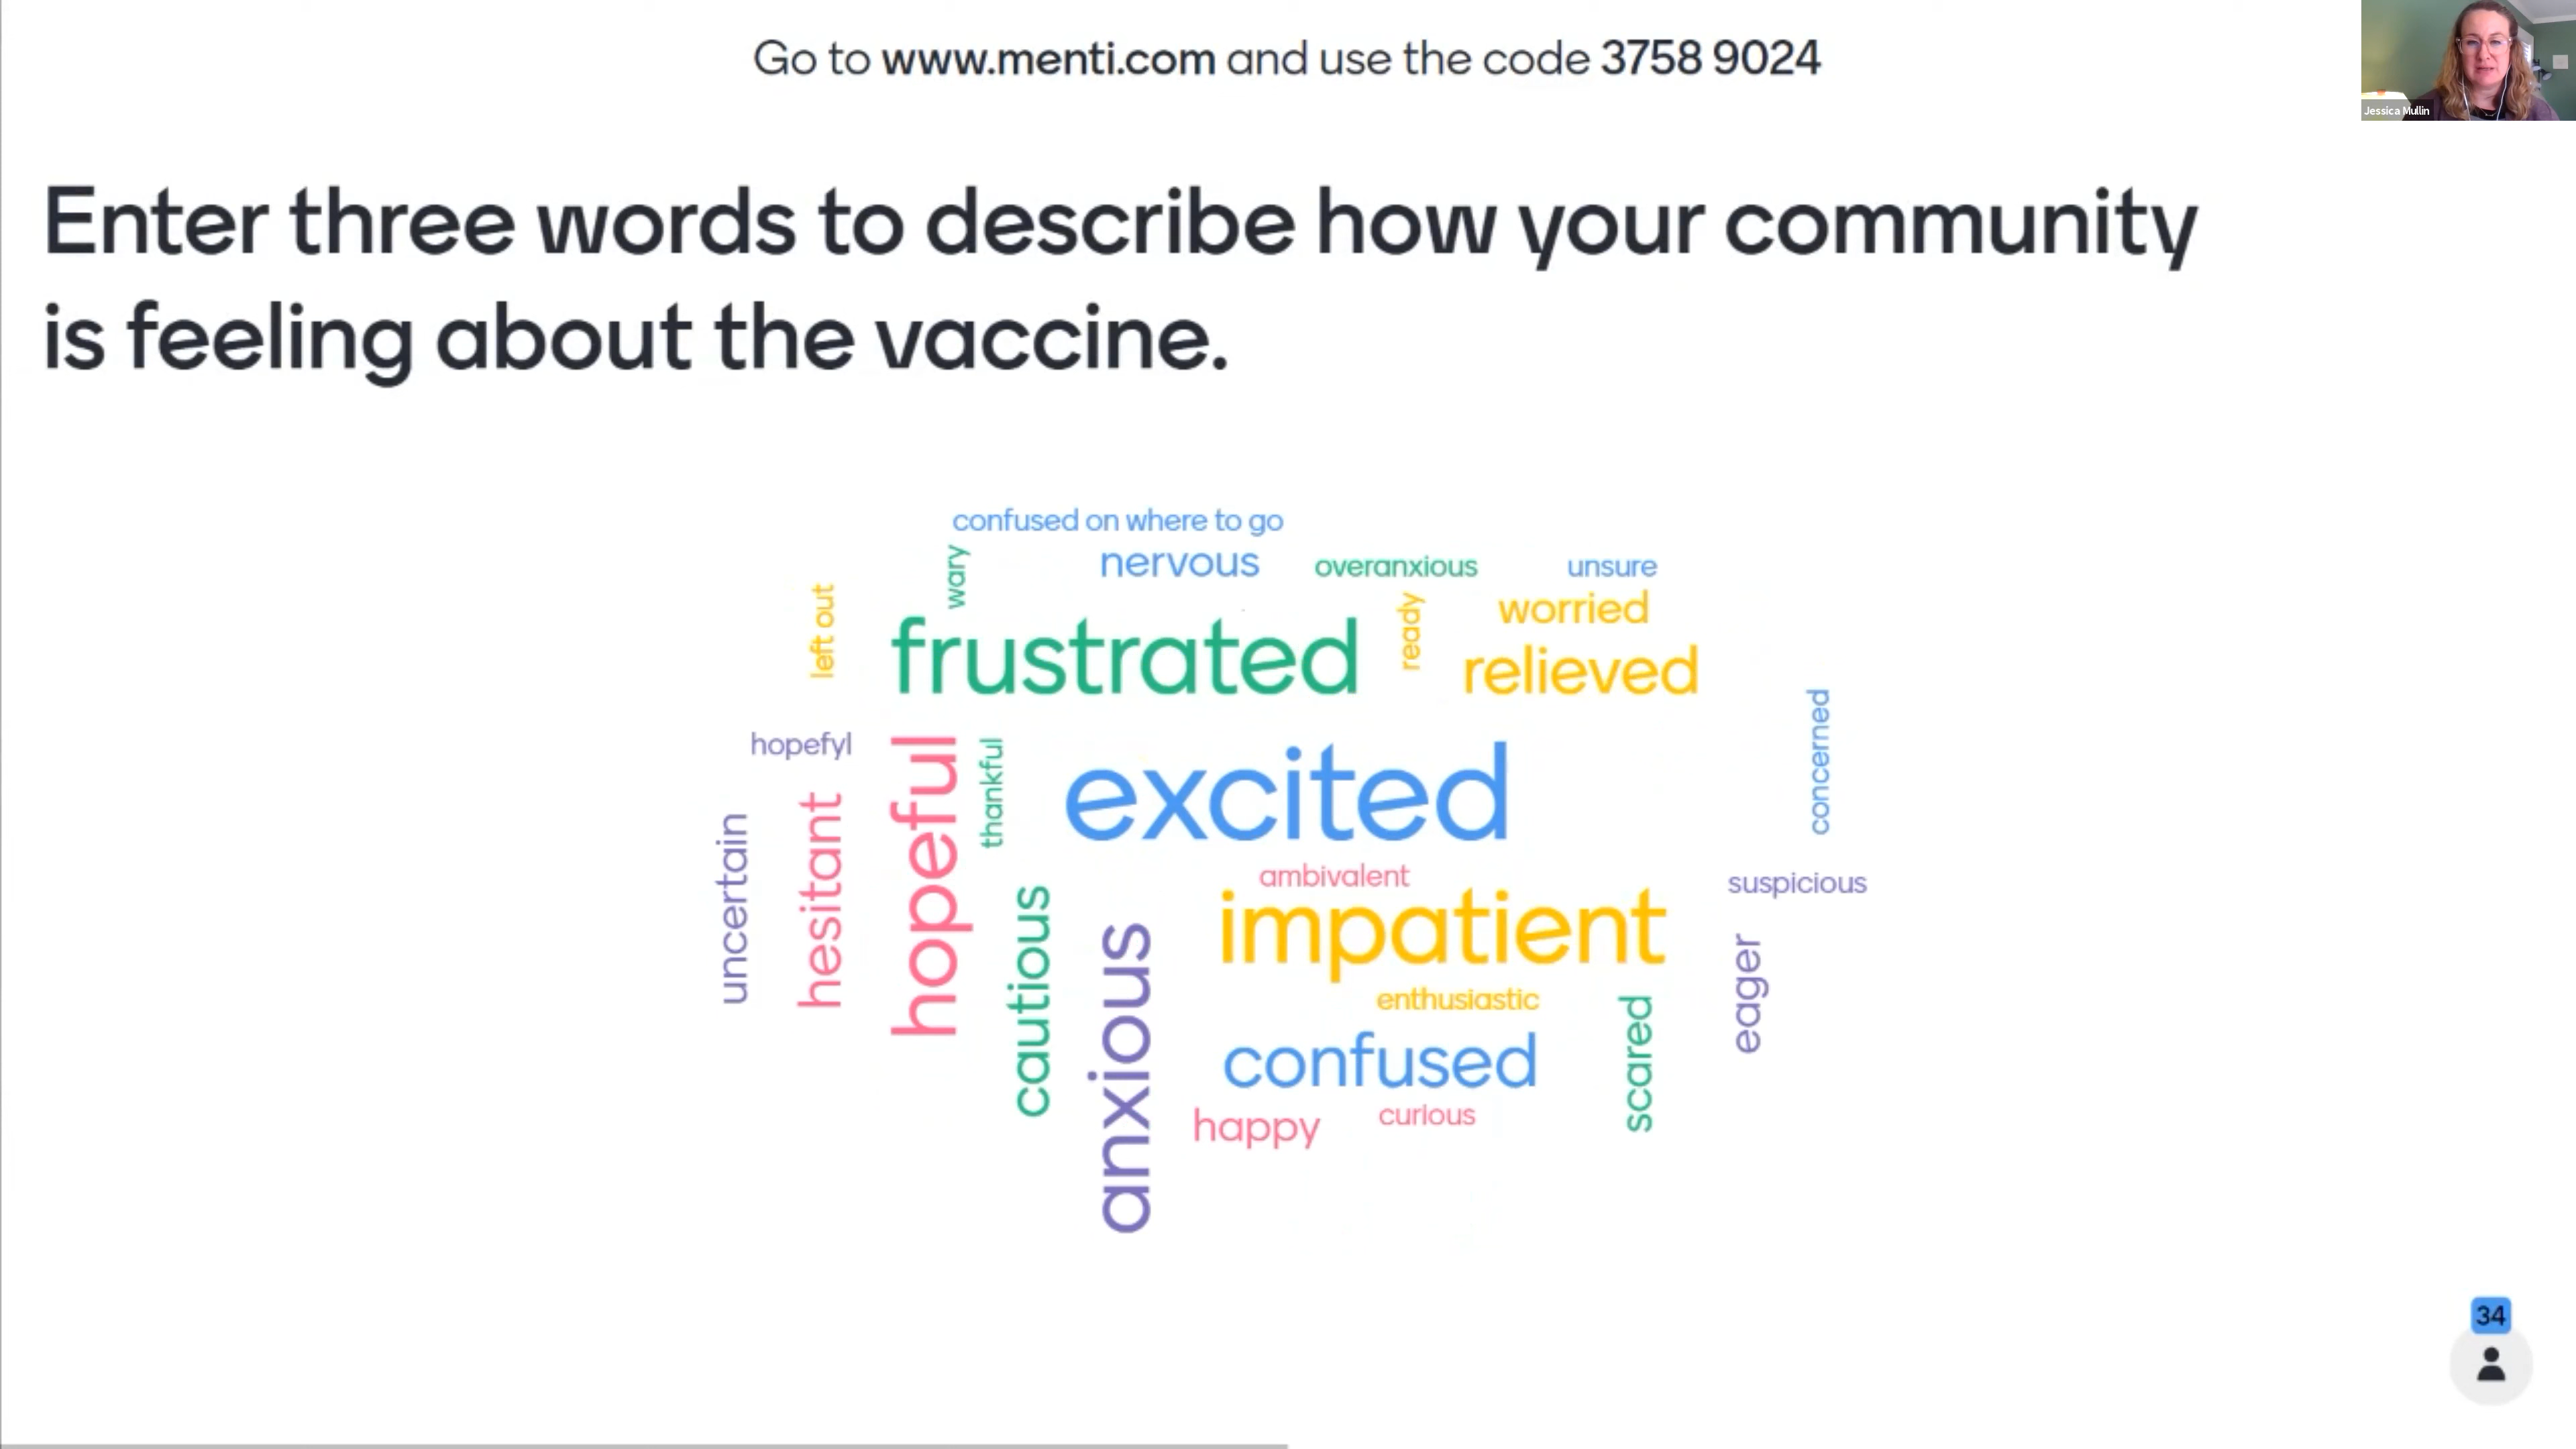 Go to www.menti.com and use the code 3758 9024
Jessica Mullin
Enter three words to describe how your community
is feeling about the vaccine.
confused on where to go
wary
nervous
overanxious
unsure
left out
frustrated
ready
worried
relieved
concerned
hopefyl
hopeful
thankful
excited
uncertain
hesitant
cautious
anxious
ambivalent
impatient
suspicious
enthusiastic
eager
confused
scared
happy
curious
34